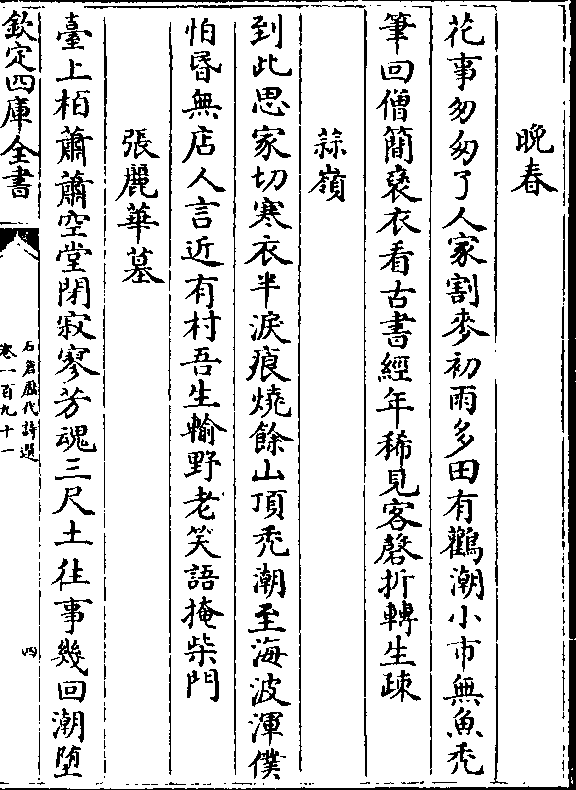 晚春
花事匆匆了人家割麥初雨多田有鸛潮小市無魚禿
筆回僧簡褻衣看古書經年稀見客磬折轉生疎
蒜嶺
到此思家切寒衣半淚痕燒餘山頂禿潮至海波渾僕
怕昬無店人言近有村吾生輸野老笑語掩柴門
張麗華墓
臺上栢蕭蕭空堂閉寂寥芳魂三尺土往事幾回潮堕
欽定四庫全書
石倉歴代詩選
卷一百九十一
四